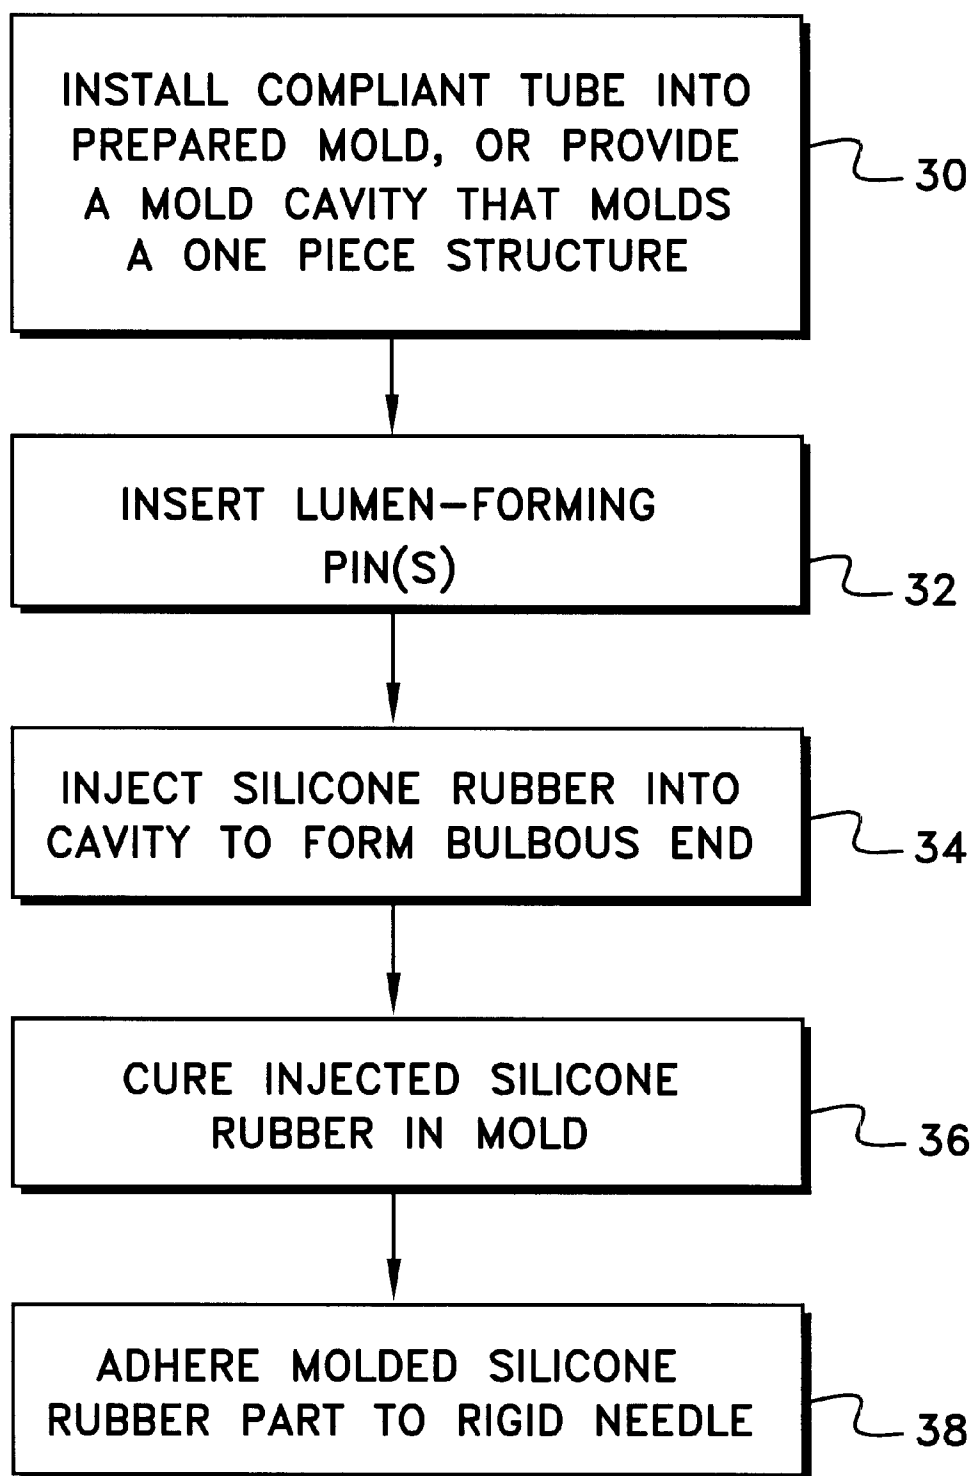 INSTALL COMPLIANT TUBE INTO
PREPARED MOLD, OR PROVIDE
A MOLD CAVITY THAT MOLDS
A ONE PIECE STRUCTURE
30
INSERT LUMEN-FORMING
PIN(S)
32
INJECT SILICONE RUBBER INTO
CAVITY TO FORM BULBOUS END
34
CURE INJECTED SILICONE
RUBBER IN MOLD
36
ADHERE MOLDED SILICONE
RUBBER PART TO RIGID NEEDLE
38